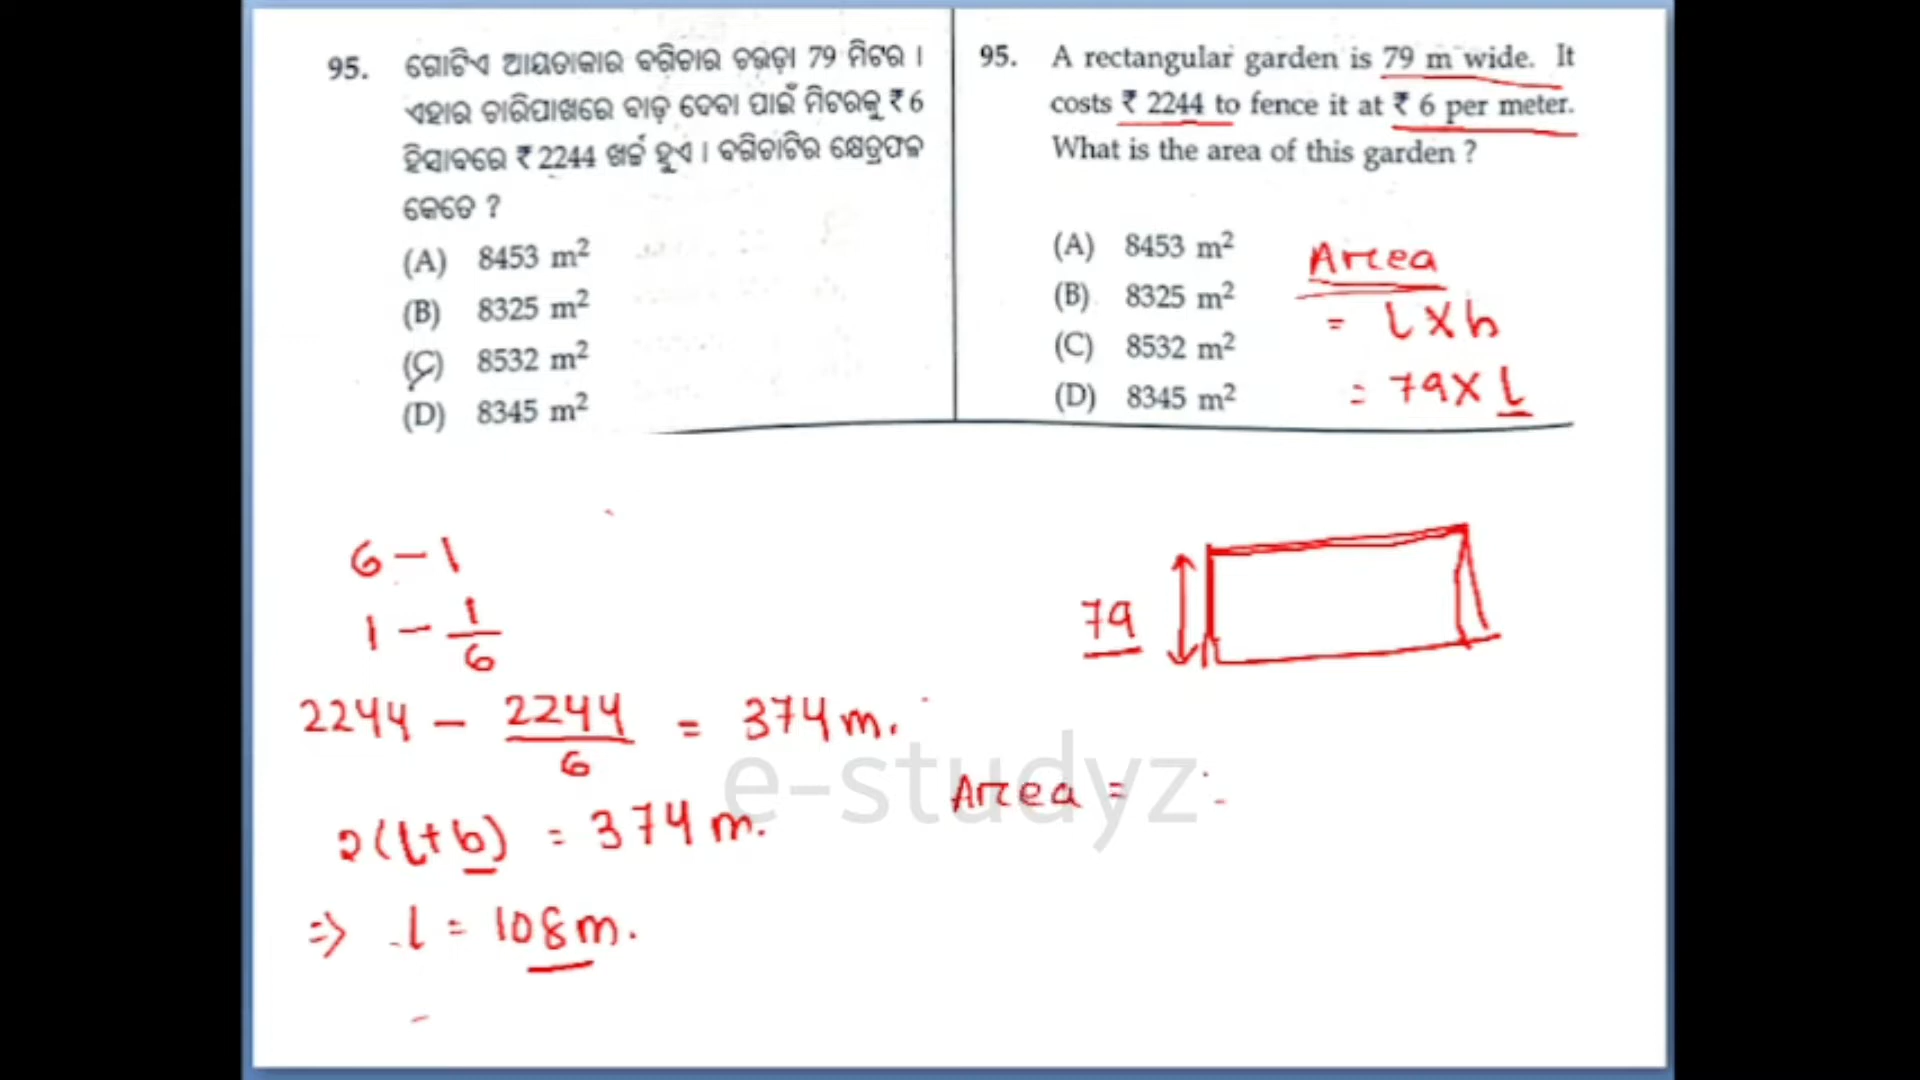 95. ଗୋଟିଏ ଆୟତାକାର ବଗିଚାର ଚଉଡ଼ା 79 ମିଟର ।
ଏହାର ଚାରିପାଖରେ ବାଡ଼ ଦେବା ପାଇଁ ମିଟରକୁ ₹ 6
ହିସାବରେ ₹ 2244 ଖର୍ଚ୍ଚ ହୁଏ । ବଗିଚାଟିର କ୍ଷେତ୍ରଫଳ
କେତେ ?
(A) 8453 m²
(B) 8325 m²
(C) 8532 m²
(D) 8345 m²
95. A rectangular garden is 79 m wide. It
costs ₹ 2244 to fence it at ₹ 6 per meter.
What is the area of this garden ?
(A) 8453 m²
(B) 8325 m²
(C) 8532 m²
(D) 8345 m²
Area
= l × b
= 79 × l
6 – 1
1 – 1/6
2244 – 2244/6 = 374 m.
2(l+b) = 374 m.
⇒ l = 108 m.
79
Area =
e-studyz